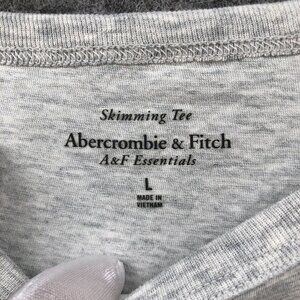 Skimming Tee
Abercrombie & Fitch
A&F Essentials
L
MADE IN
VIETNAM